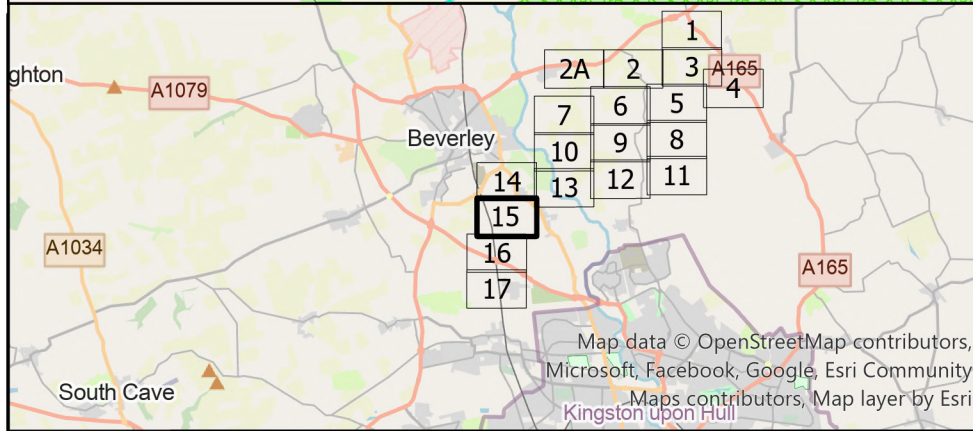 1
2A
2
3
A165
4
ghton
A1079
7
6
5
Beverley
10
9
8
14
13
12
11
15
A1034
16
A165
17
Map data © OpenStreetMap contributors,
Microsoft, Facebook, Google, Esri Community
South Cave
Maps contributors, Map layer by Esri
Kingston upon Hull